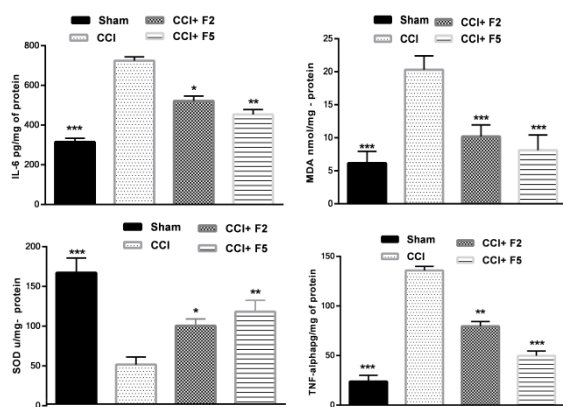 Sham
CCI
CCI+ F2
CCI+ F5
IL-6 pg/mg of protein
800
600
400
200
0
***
*
**
Sham
CCI
CCI+ F2
CCI+ F5
MDA nmol/mg - protein
25
20
15
10
5
0
***
***
***
Sham
CCI
CCI+ F2
CCI+ F5
SOD u/mg- protein
200
150
100
50
0
***
*
**
Sham
CCI
CCI+ F2
CCI+ F5
TNF-alphapg/mg of protein
150
100
50
0
***
**
***